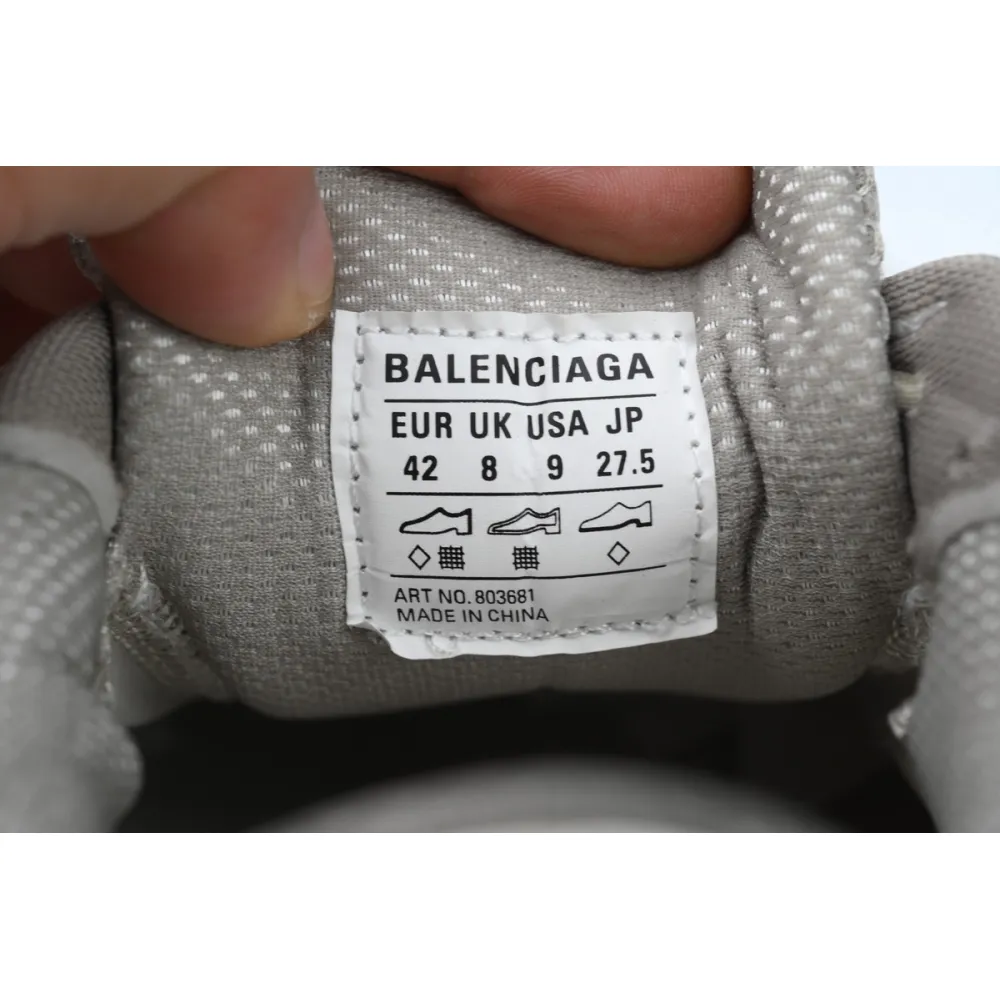 BALENCIAGA
EUR UK USA JP
42 8 9 27.5
ART NO. 803681
MADE IN CHINA